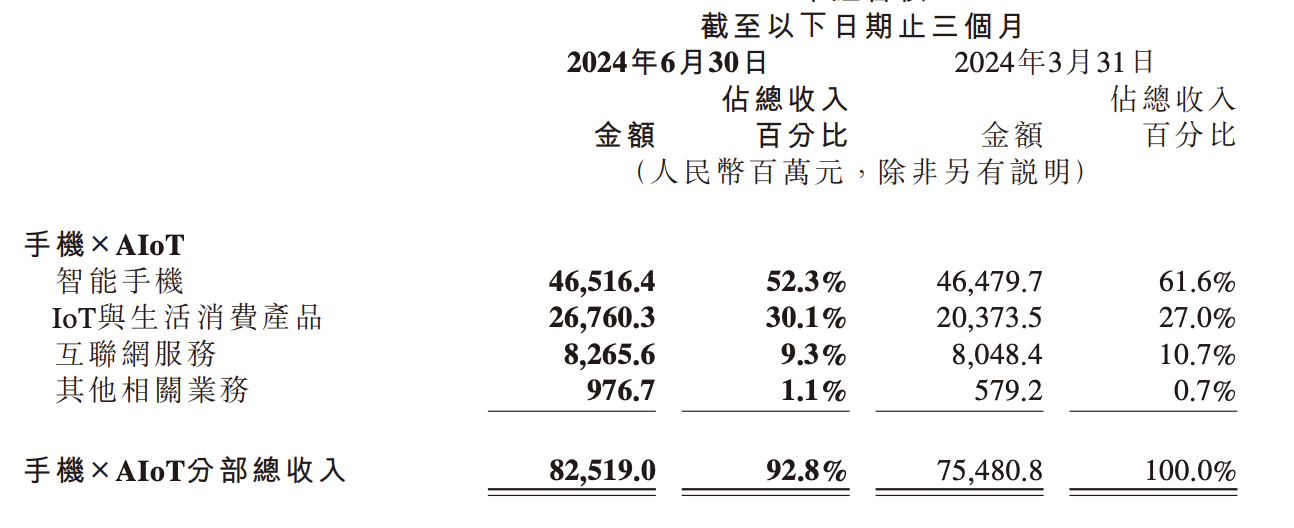 截至以下日期止三個月
2024年6月30日 2024年3月31日
佔總收入 佔總收入
金額 百分比 金額 百分比
(人民幣百萬元，除非另有説明)
手機×AIoT
智能手機 46,516.4 52.3% 46,479.7 61.6%
IoT與生活消費產品 26,760.3 30.1% 20,373.5 27.0%
互聯網服務 8,265.6 9.3% 8,048.4 10.7%
其他相關業務 976.7 1.1% 579.2 0.7%
手機×AIoT分部總收入 82,519.0 92.8% 75,480.8 100.0%